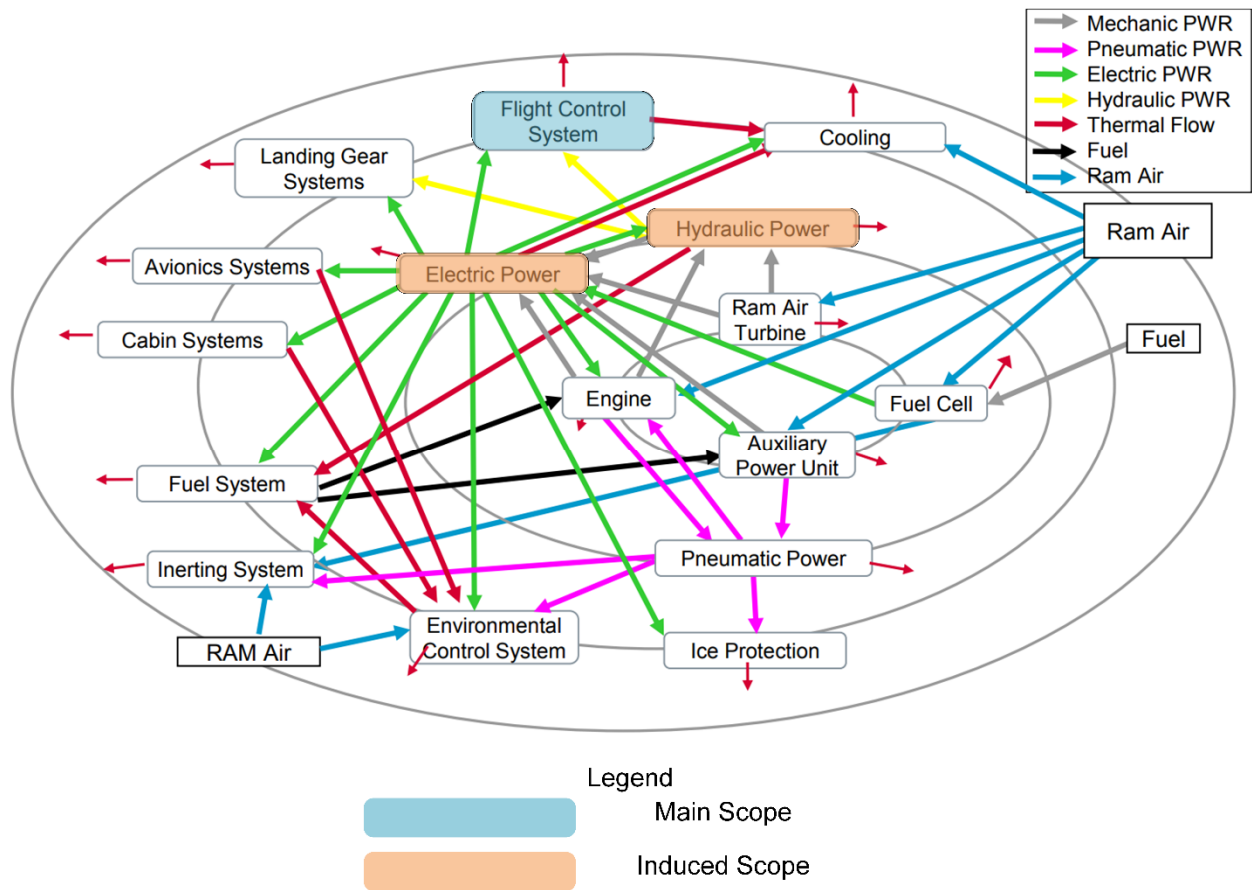 Mechanic PWR
Pneumatic PWR
Electric PWR
Hydraulic PWR
Thermal Flow
Fuel
Ram Air
Flight Control
System
Cooling
Landing Gear
Systems
Ram Air
Hydraulic Power
Avionics Systems
Electric Power
Ram Air
Turbine
Cabin Systems
Fuel
Engine
Fuel Cell
Auxiliary
Power Unit
Fuel System
Pneumatic Power
Inerting System
Environmental
Control System
RAM Air
Ice Protection
Legend
Main Scope
Induced Scope